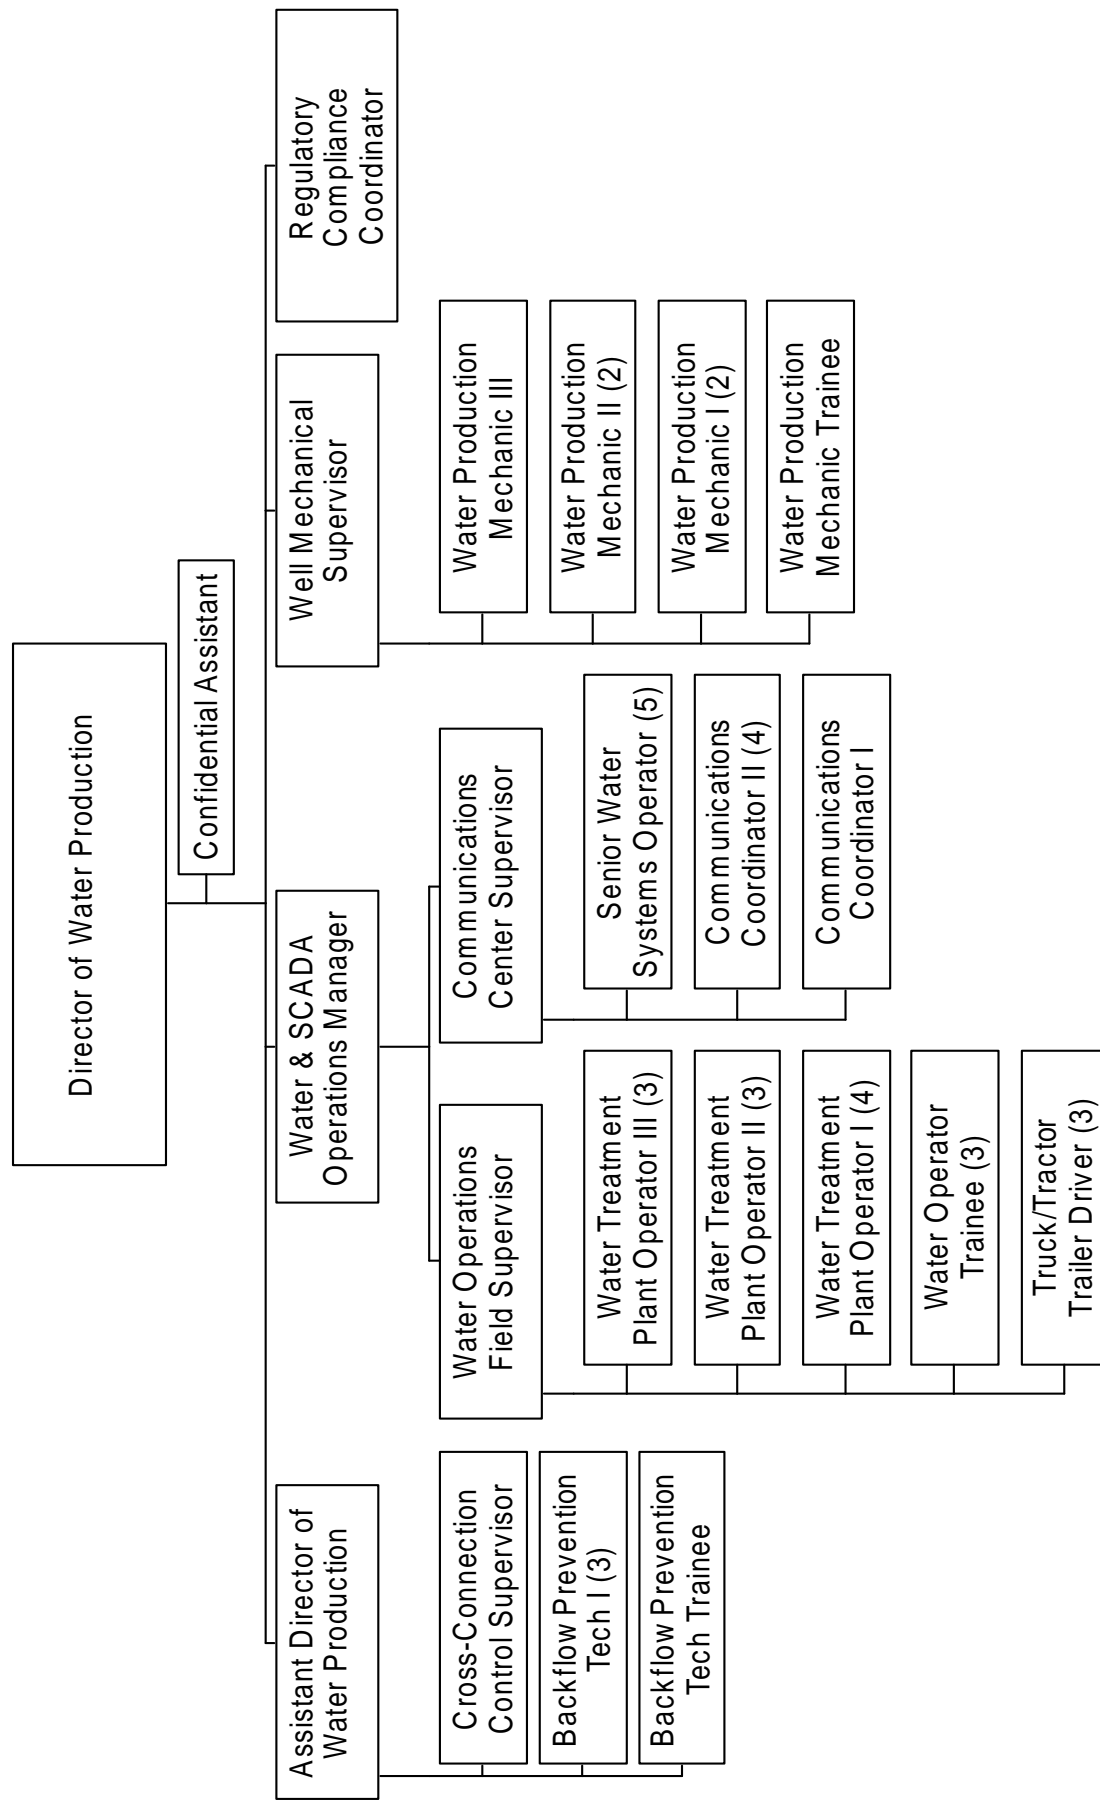 Director of Water Production
Confidential Assistant
Assistant Director of
Water Production
Cross-Connection
Control Supervisor
Backflow Prevention
Tech I (3)
Backflow Prevention
Tech Trainee
Water & SCADA
Operations Manager
Water Operations
Field Supervisor
Water Treatment
Plant Operator III (3)
Water Treatment
Plant Operator II (3)
Water Treatment
Plant Operator I (4)
Water Operator
Trainee (3)
Truck/Tractor
Trailer Driver (3)
Communications
Center Supervisor
Senior Water
Systems Operator (5)
Communications
Coordinator II (4)
Communications
Coordinator I
Well Mechanical
Supervisor
Water Production
Mechanic III
Water Production
Mechanic II (2)
Water Production
Mechanic I (2)
Water Production
Mechanic Trainee
Regulatory
Compliance
Coordinator